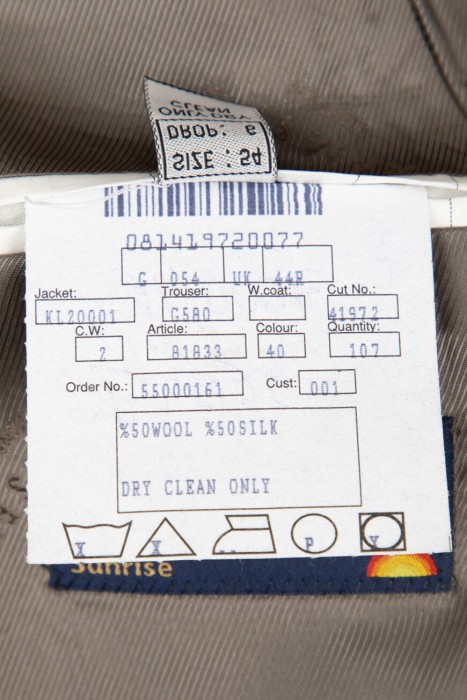 ONLY DRY
CLEAN
DROP: 6
SIZE : 54
081419720077
G 054 UK 44R
Jacket: Trouser: W.coat: Cut No.:
KL20001 G580 41972
C.W: Article: Colour: Quantity:
2 81833 40 107
Order No.: 55000161 Cust: 001
%50WOOL %50SILK
DRY CLEAN ONLY
X X P
Sunrise